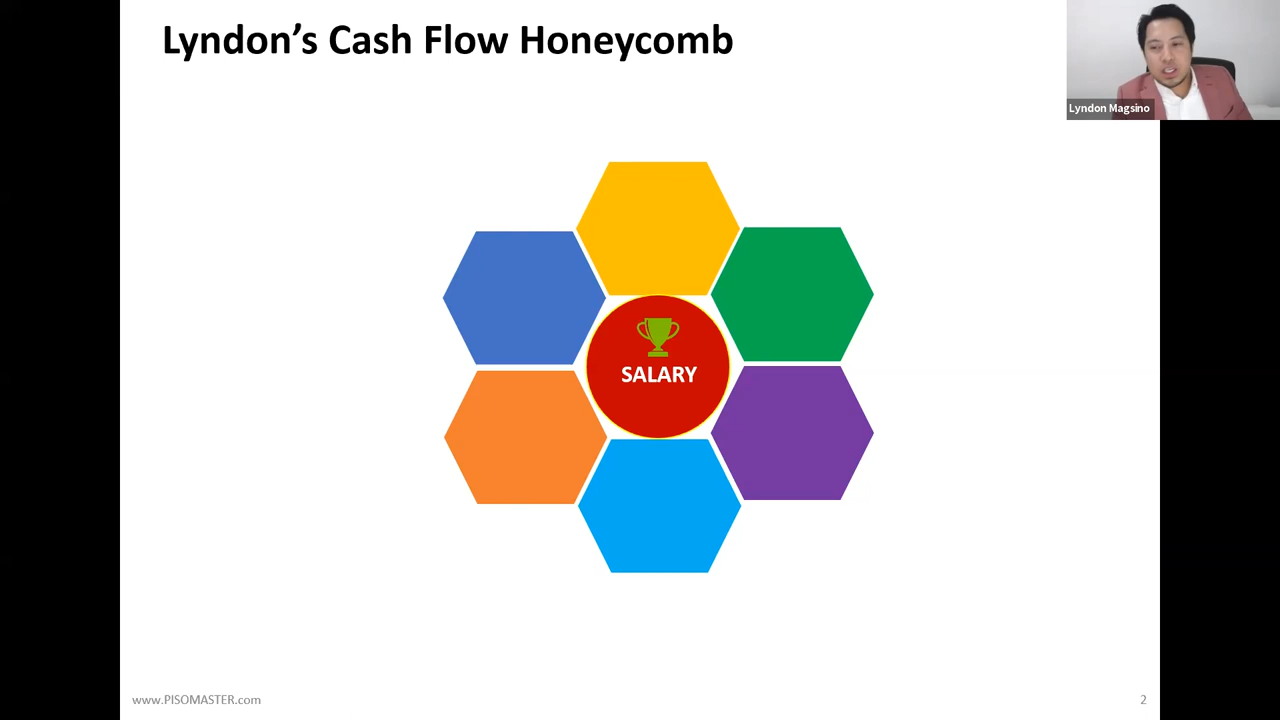 Lyndon’s Cash Flow Honeycomb
Lyndon Magsino
SALARY
www.PISOMASTER.com
2